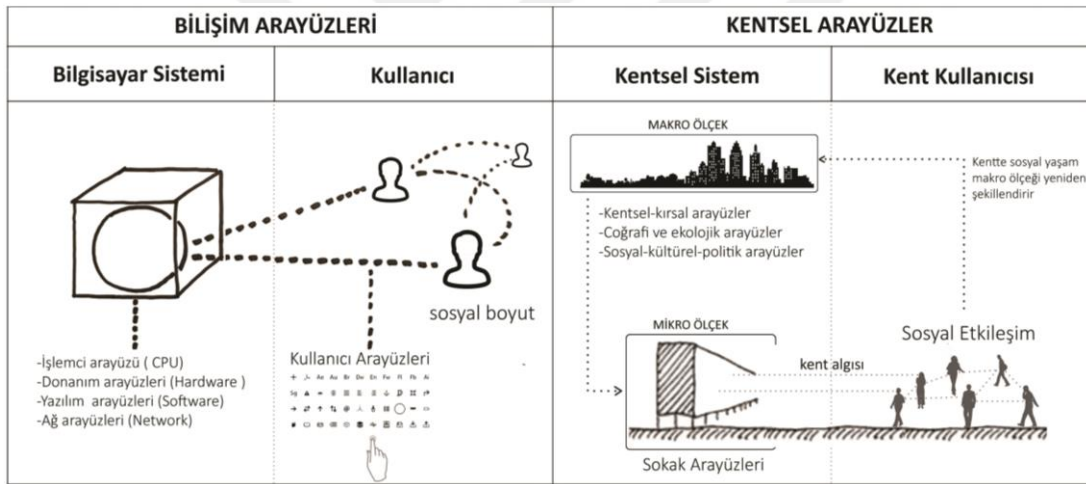 BİLİŞİM ARAYÜZLERİ
KENTSEL ARAYÜZLER
Bilgisayar Sistemi
Kullanıcı
Kentsel Sistem
Kent Kullanıcısı
sosyal boyut
-İşlemci arayüzü ( CPU)
-Donanım arayüzleri (Hardware )
-Yazılım arayüzleri (Software)
-Ağ arayüzleri (Network)
Kullanıcı Arayüzleri
MAKRO ÖLÇEK
-Kentsel-kırsal arayüzler
-Coğrafi ve ekolojik arayüzler
-Sosyal-kültürel-politik arayüzler
Kentte sosyal yaşam
makro ölçeği yeniden
şekillendirir
MİKRO ÖLÇEK
kent algısı
Sokak Arayüzleri
Sosyal Etkileşim